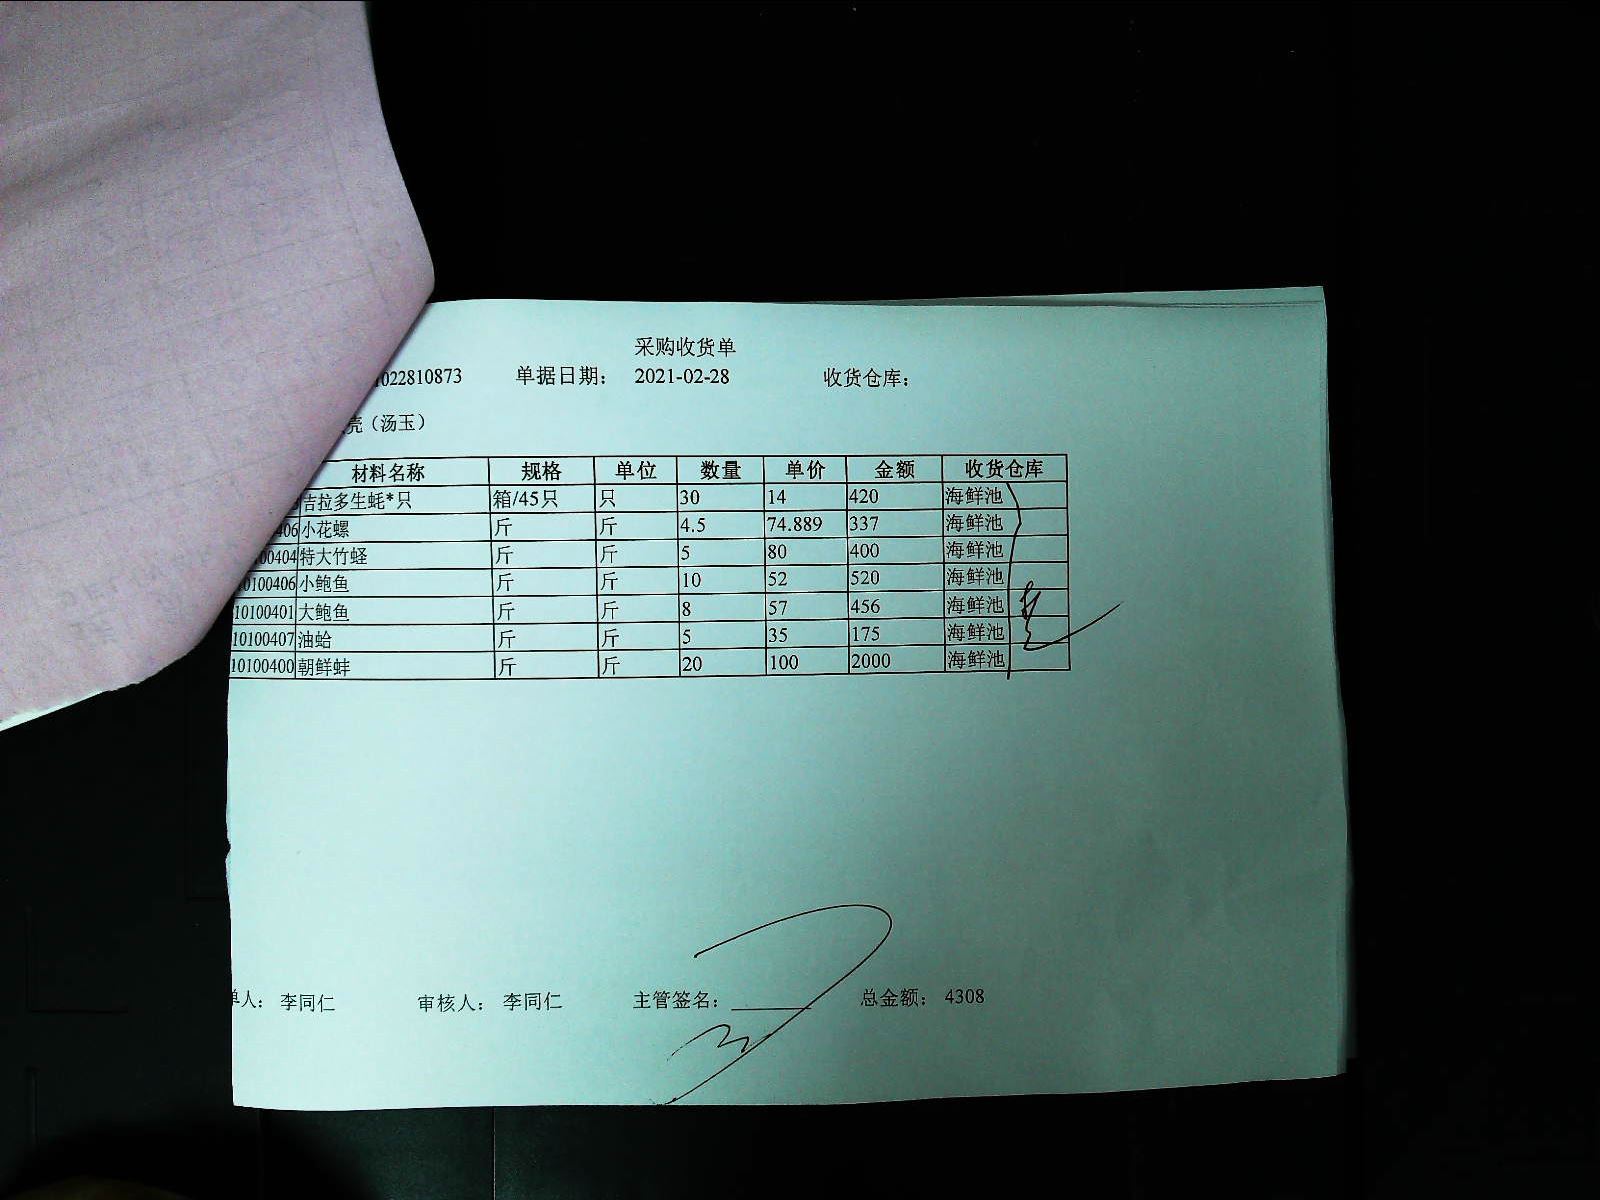 采购收货单
1022810873 单据日期： 2021-02-28 收货仓库：
壳（汤玉）
材料名称 规格 单位 数量 单价 金额 收货仓库
吉拉多生蚝*只 箱/45只 只 30 14 420 海鲜池
406 小花螺 斤 斤 4.5 74.889 337 海鲜池
00404 特大竹蛏 斤 斤 5 80 400 海鲜池
10100406 小鲍鱼 斤 斤 10 52 520 海鲜池
10100401 大鲍鱼 斤 斤 8 57 456 海鲜池
10100407 油蛤 斤 斤 5 35 175 海鲜池
10100400 朝鲜蚌 斤 斤 20 100 2000 海鲜池
单人： 李同仁 审核人： 李同仁 主管签名： 总金额： 4308